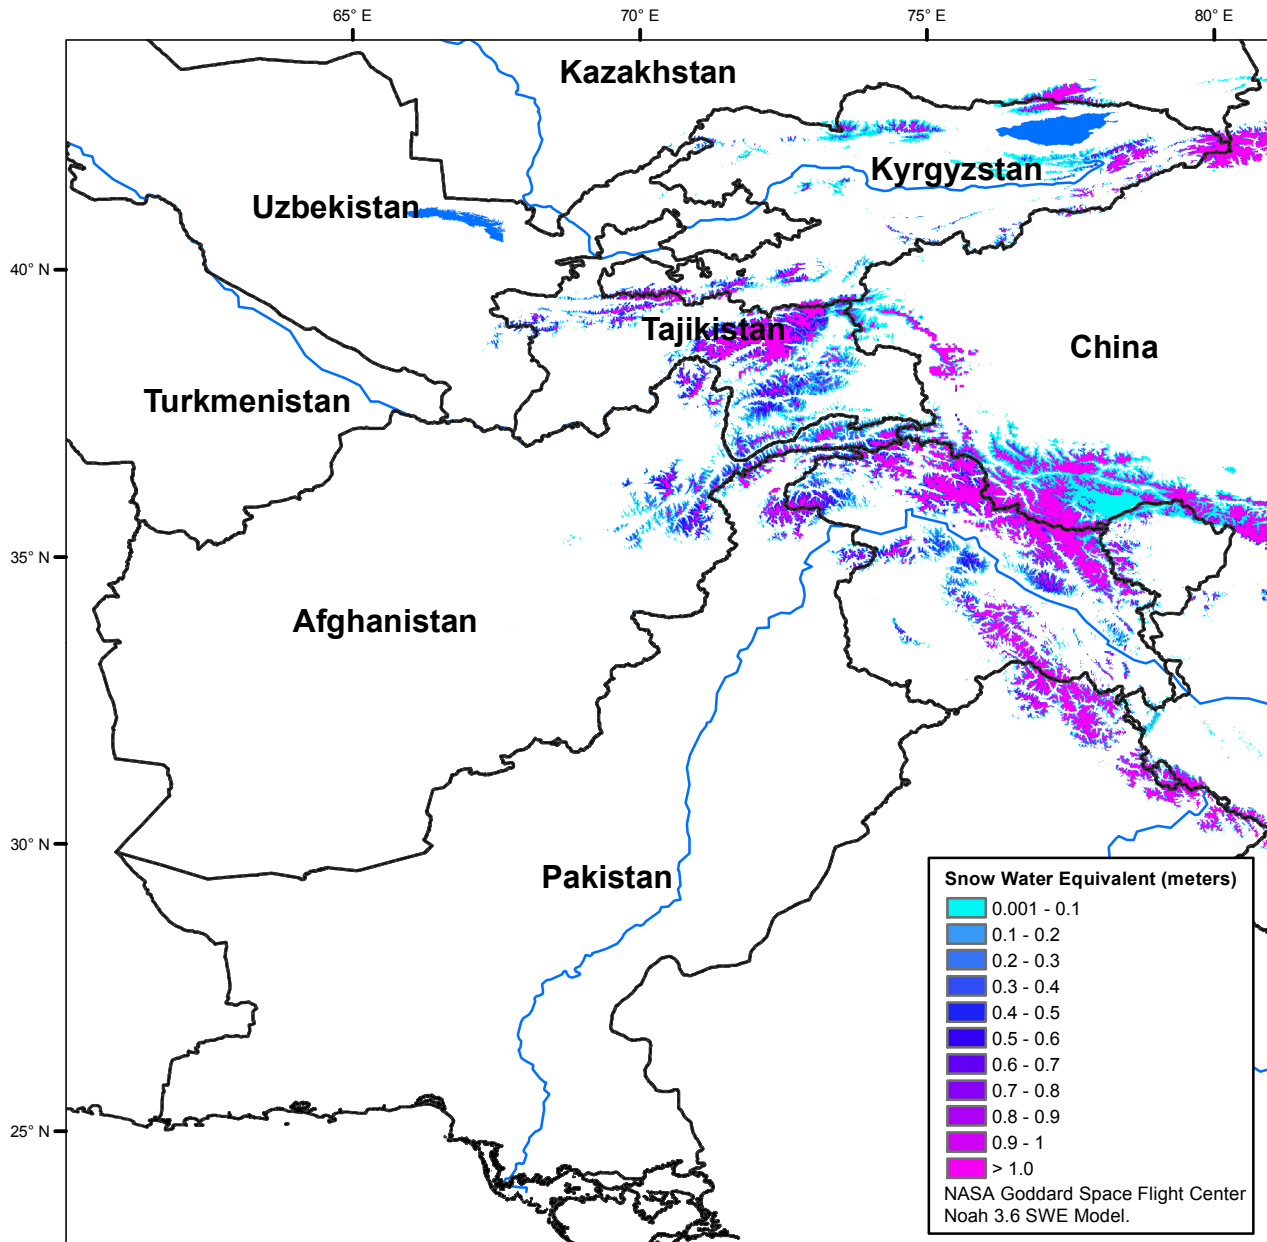 65° E
70° E
75° E
80° E
Kazakhstan
Kyrgyzstan
Uzbekistan
40° N
Tajikistan
China
Turkmenistan
35° N
Afghanistan
30° N
Pakistan
25° N
Snow Water Equivalent (meters)
0.001 - 0.1
0.1 - 0.2
0.2 - 0.3
0.3 - 0.4
0.4 - 0.5
0.5 - 0.6
0.6 - 0.7
0.7 - 0.8
0.8 - 0.9
0.9 - 1
> 1.0
NASA Goddard Space Flight Center
Noah 3.6 SWE Model.